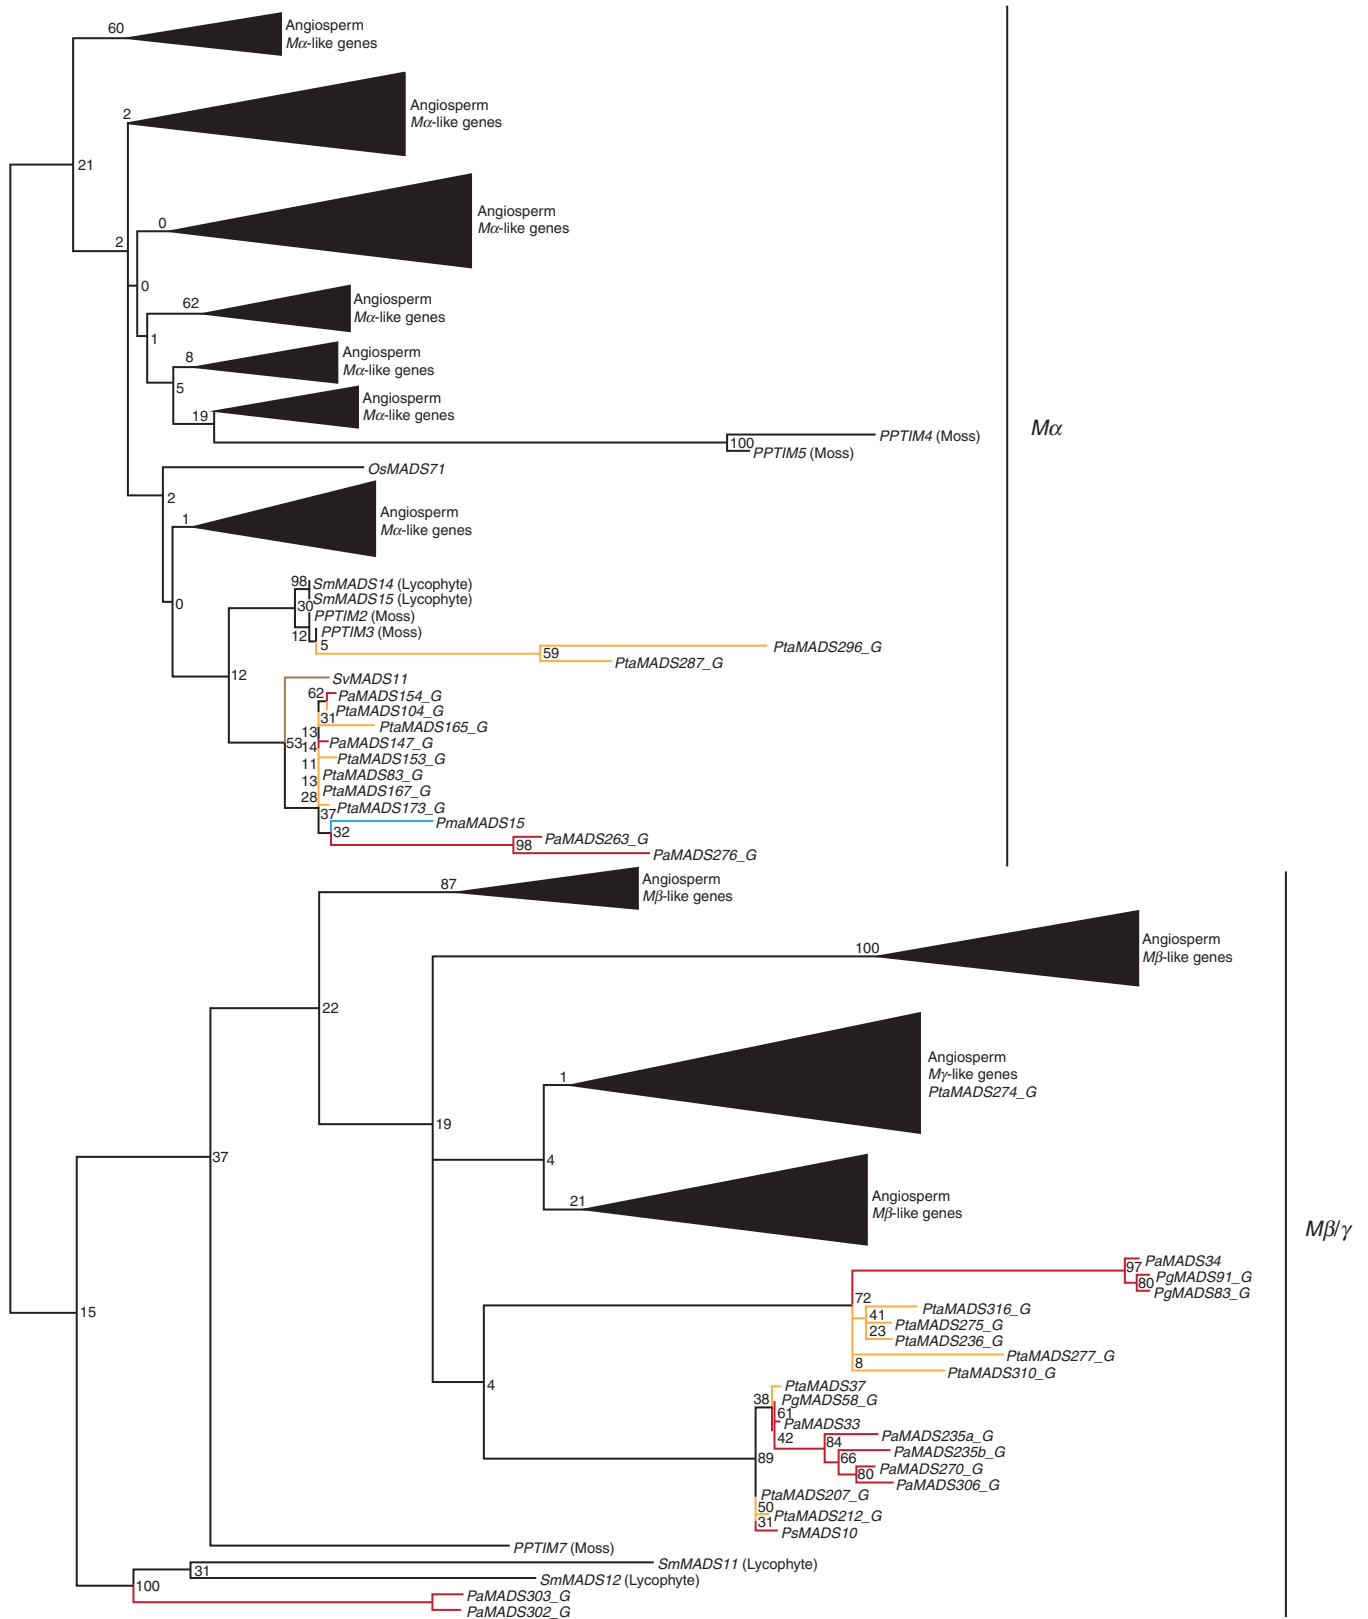 60
Angiosperm
Mα-like genes
2
Angiosperm
Mα-like genes
21
0
Angiosperm
Mα-like genes
2
0
62
Angiosperm
Mα-like genes
1
8
Angiosperm
Mα-like genes
5
19
Angiosperm
Mα-like genes
Mα
100
PPTIM4 (Moss)
PPTIM5 (Moss)
OsMADS71
2
1
Angiosperm
Mα-like genes
0
98
SmMADS14 (Lycophyte)
30
SmMADS15 (Lycophyte)
PPTIM2 (Moss)
12
PPTIM3 (Moss)
5
59
PtaMADS296_G
PtaMADS287_G
12
SvMADS11
62
PaMADS154_G
PtaMADS104_G
31
PtaMADS165_G
13
53
14
PaMADS147_G
11
PtaMADS153_G
13
PtaMADS83_G
28
PtaMADS167_G
PtaMADS173_G
37
PmaMADS15
32
PaMADS263_G
98
PaMADS276_G
87
Angiosperm
Mβ-like genes
100
Angiosperm
Mβ-like genes
22
1
Angiosperm
Mγ-like genes
PtaMADS274_G
19
4
37
21
Angiosperm
Mβ-like genes
Mβ/γ
15
97
PaMADS34
80
PgMADS91_G
PgMADS83_G
72
PtaMADS316_G
41
PtaMADS275_G
23
PtaMADS236_G
PtaMADS277_G
8
PtaMADS310_G
4
PtaMADS37
38
PgMADS58_G
61
PaMADS33
42
84
PaMADS235a_G
66
PaMADS235b_G
80
PaMADS270_G
PaMADS306_G
89
PtaMADS207_G
50
PtaMADS212_G
31
PsMADS10
PPTIM7 (Moss)
31
SmMADS11 (Lycophyte)
SmMADS12 (Lycophyte)
100
PaMADS303_G
PaMADS302_G